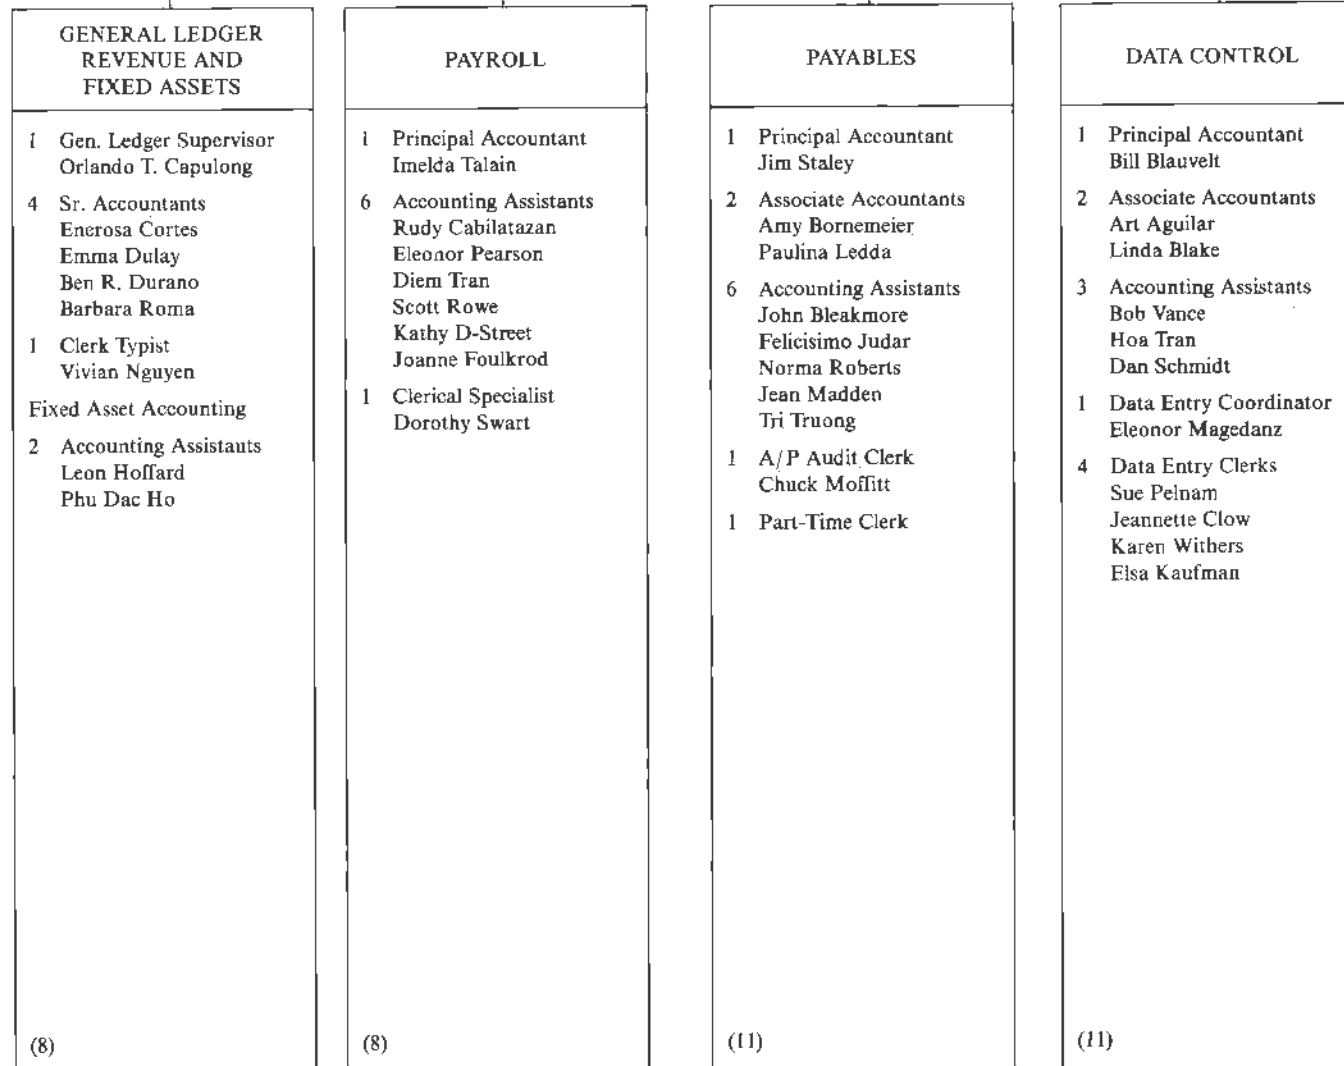 GENERAL LEDGER
REVENUE AND
FIXED ASSETS
1 Gen. Ledger Supervisor
Orlando T. Capulong
4 Sr. Accountants
Enerosa Cortes
Emma Dulay
Ben R. Durano
Barbara Roma
1 Clerk Typist
Vivian Nguyen
Fixed Asset Accounting
2 Accounting Assistants
Leon Hoffard
Phu Dac Ho
(8)
PAYROLL
1 Principal Accountant
Imelda Talain
6 Accounting Assistants
Rudy Cabilatazan
Eleonor Pearson
Diem Tran
Scott Rowe
Kathy D-Street
Joanne Foulkrod
1 Clerical Specialist
Dorothy Swart
(8)
PAYABLES
1 Principal Accountant
Jim Staley
2 Associate Accountants
Amy Bornemeier
Paulina Ledda
6 Accounting Assistants
John Bleakmore
Felicisimo Judar
Norma Roberts
Jean Madden
Tri Truong
1 A/P Audit Clerk
Chuck Moffitt
1 Part-Time Clerk
(11)
DATA CONTROL
1 Principal Accountant
Bill Blauvelt
2 Associate Accountants
Art Aguilar
Linda Blake
3 Accounting Assistants
Bob Vance
Hoa Tran
Dan Schmidt
1 Data Entry Coordinator
Eleonor Magedanz
4 Data Entry Clerks
Sue Pelnam
Jeannette Clow
Karen Withers
Elsa Kaufman
(11)